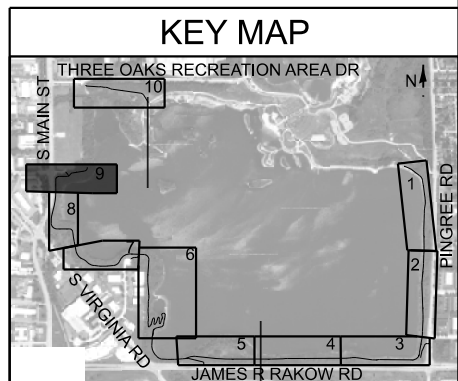 KEY MAP
THREE OAKS RECREATION AREA DR
N
10
S MAIN ST
9
1
8
PINGREE RD
6
2
S VIRGINIA RD
5
4
3
JAMES R RAKOW RD